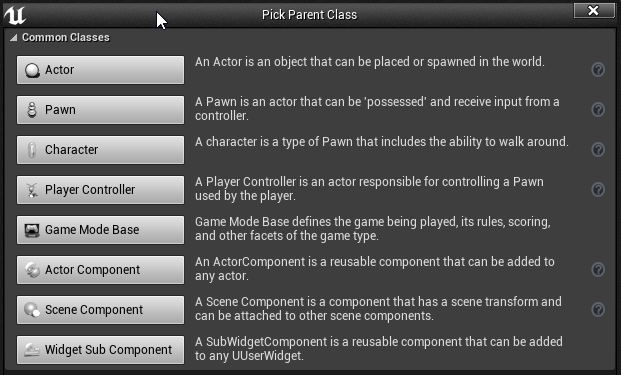 Pick Parent Class
Common Classes
Actor
An Actor is an object that can be placed or spawned in the world.
Pawn
A Pawn is an actor that can be 'possessed' and receive input from a
controller.
Character
A character is a type of Pawn that includes the ability to walk around.
Player Controller
A Player Controller is an actor responsible for controlling a Pawn
used by the player.
Game Mode Base
Game Mode Base defines the game being played, its rules, scoring,
and other facets of the game type.
Actor Component
An ActorComponent is a reusable component that can be added to
any actor.
Scene Component
A Scene Component is a component that has a scene transform and
can be attached to other scene components.
Widget Sub Component
A SubWidgetComponent is a reusable component that can be added
to any UUserWidget.